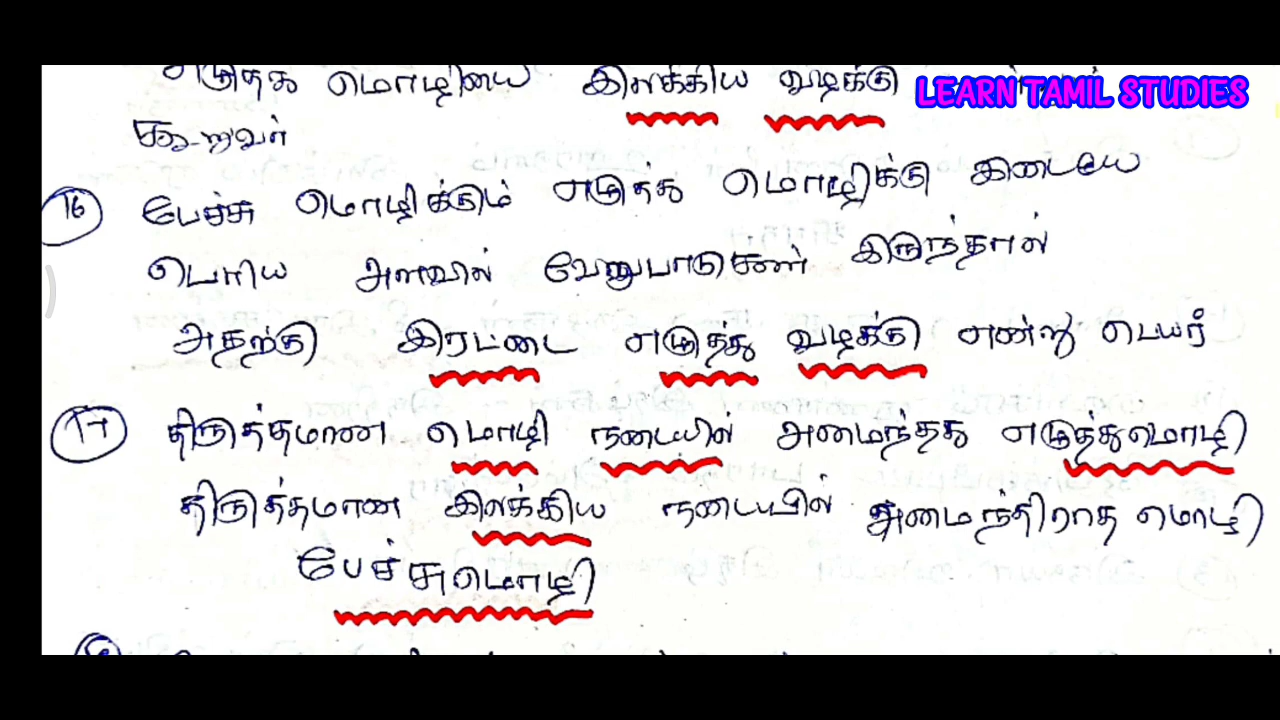 எழுத்து மொழியை இலக்கிய வழக்கு
LEARN TAMIL STUDIES
கூறுவர்
16 பேச்சு மொழிக்கும் எழுத்து மொழிக்கு இடையே
பெரிய அளவில் வேறுபாடுகள் இருந்தால்
அதற்கு இரட்டை எழுத்து வழக்கு என்று பெயர்
17 திருத்தமான மொழி நடையில் அமைந்தது எழுத்துமொழி
திருத்தமான இலக்கிய நடையில் அமைந்திராத மொழி
பேச்சுமொழி